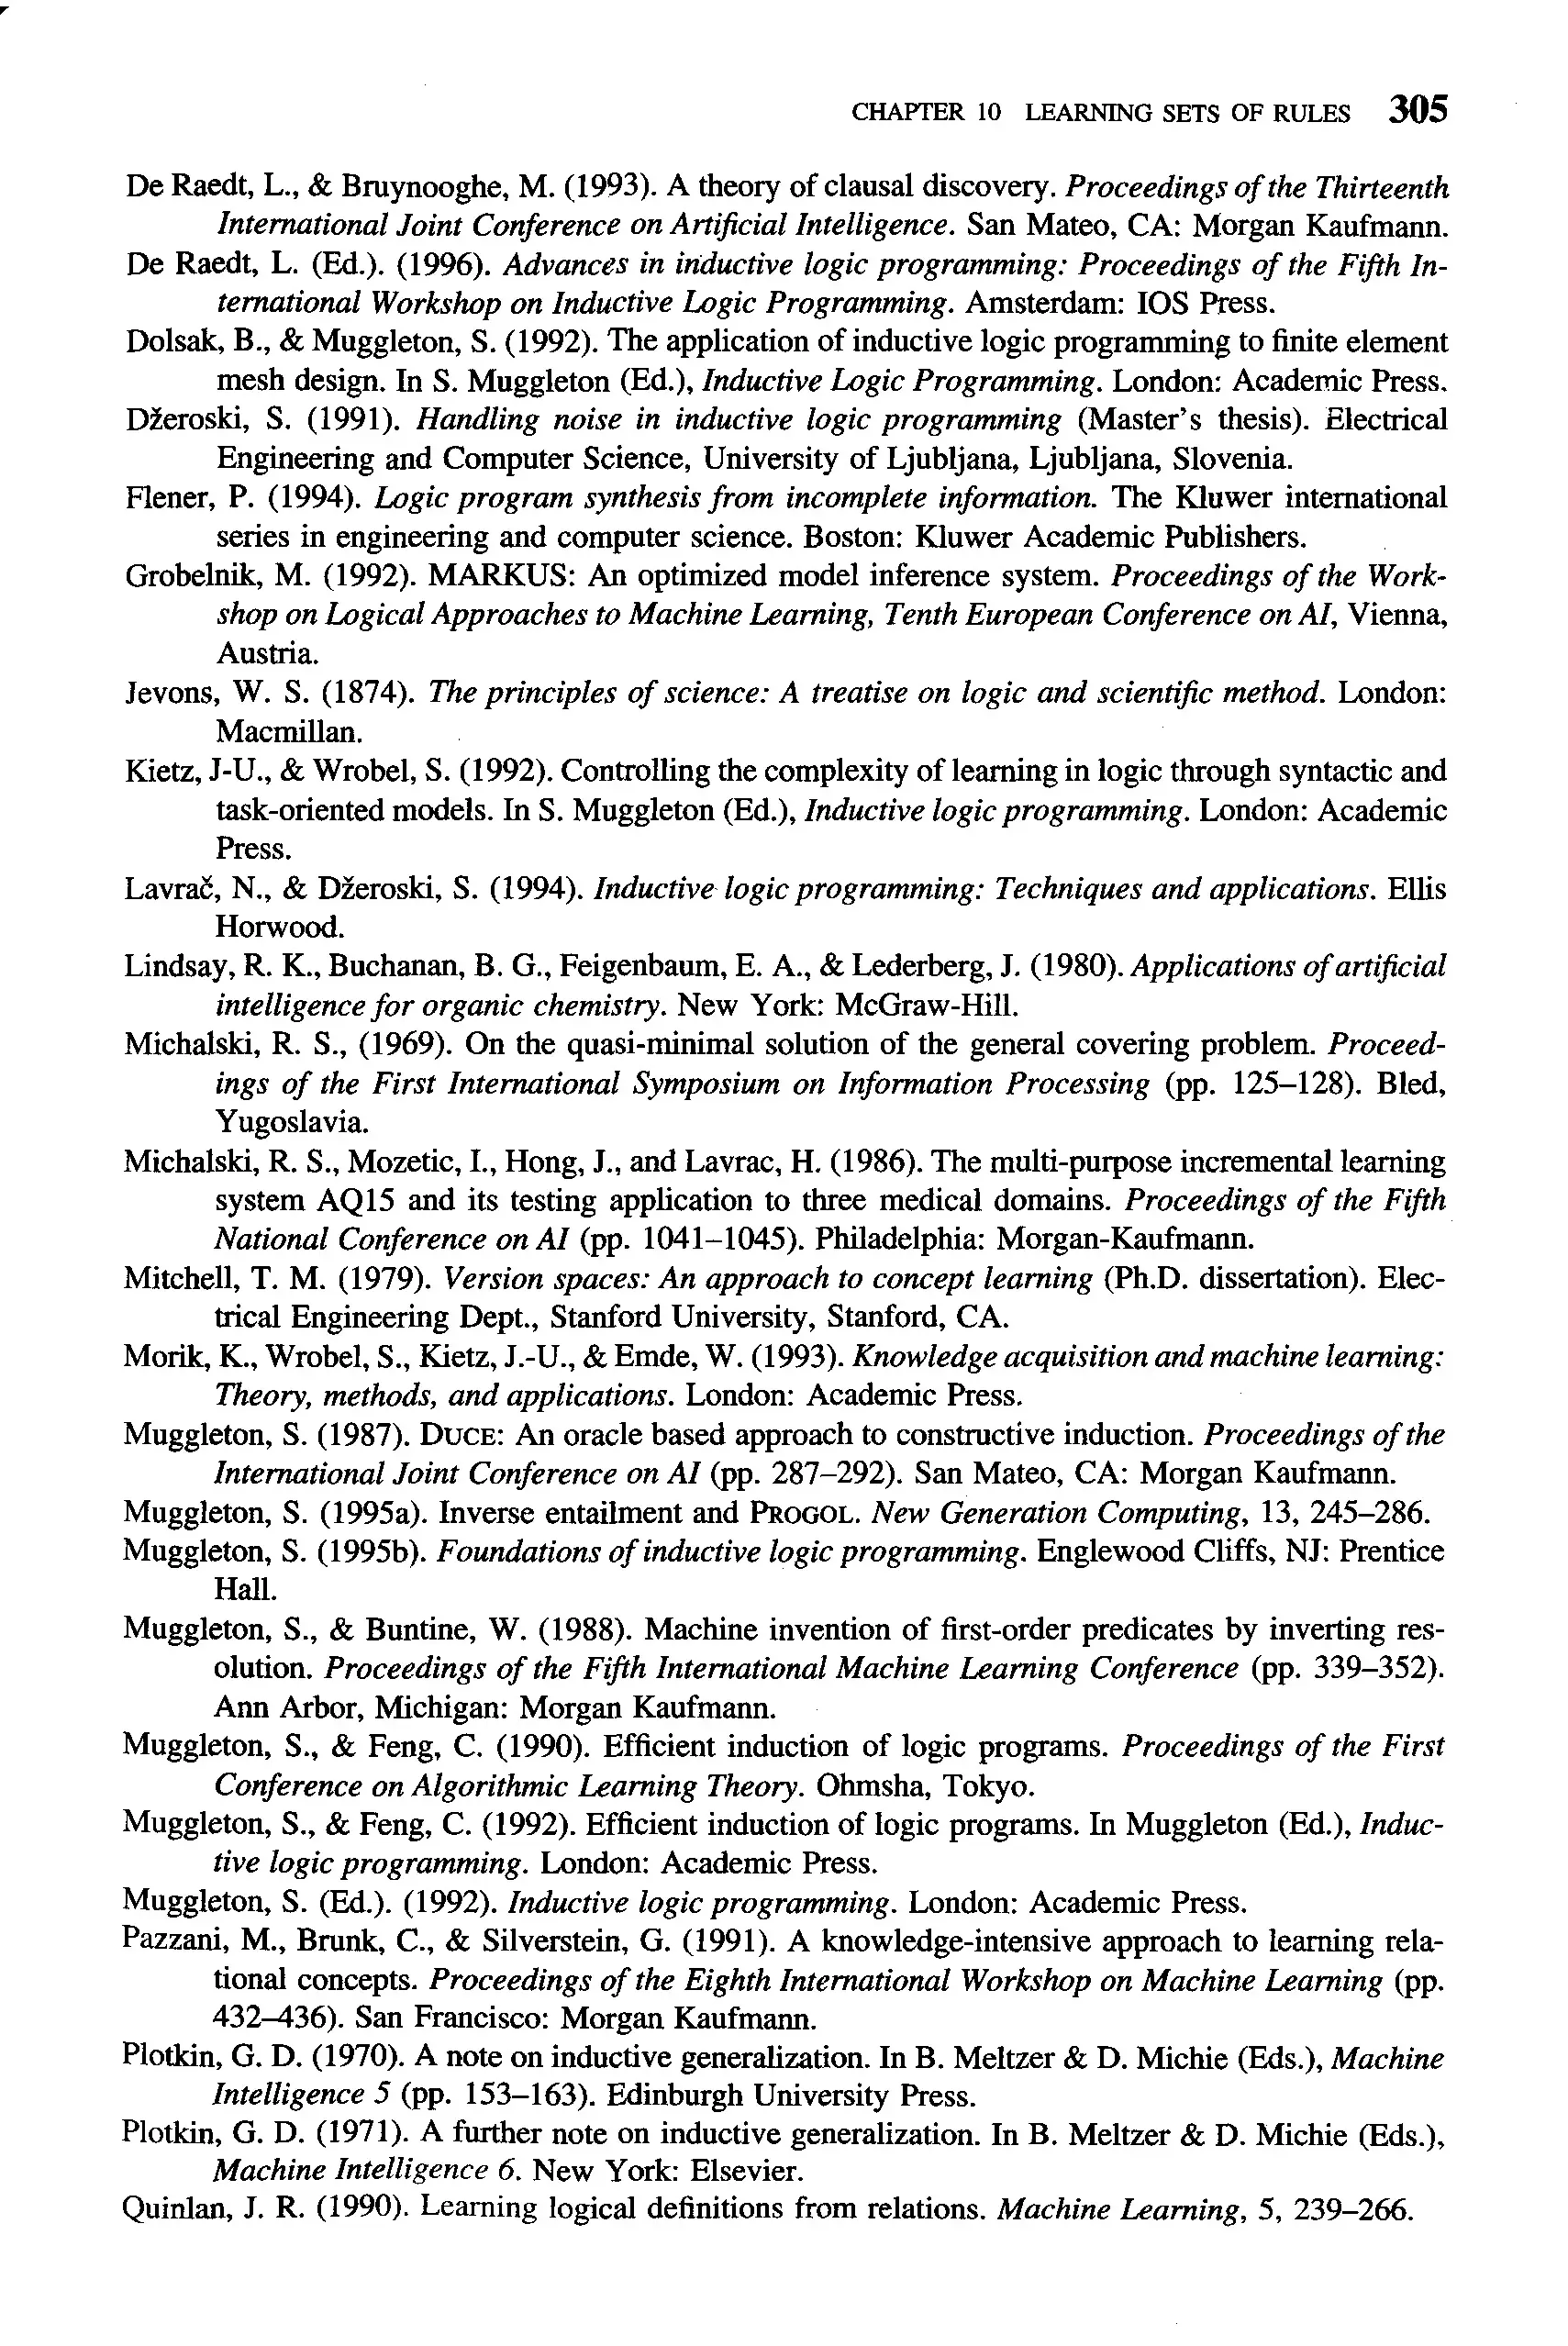 CHAPTER 10 LEARNING SETS OF RULES 305
De Raedt, L., & Bruynooghe, M. (1993). A theory of clausal discovery. Proceedings of the Thirteenth
International Joint Conference on Artificial Intelligence. San Mateo, CA: Morgan Kaufmann.
De Raedt, L. (Ed.). (1996). Advances in inductive logic programming: Proceedings of the Fifth In-
ternational Workshop on Inductive Logic Programming. Amsterdam: IOS Press.
Dolsak, B., & Muggleton, S. (1992). The application of inductive logic programming to finite element
mesh design. In S. Muggleton (Ed.), Inductive Logic Programming. London: Academic Press.
Džeroski, S. (1991). Handling noise in inductive logic programming (Master's thesis). Electrical
Engineering and Computer Science, University of Ljubljana, Ljubljana, Slovenia.
Flener, P. (1994). Logic program synthesis from incomplete information. The Kluwer international
series in engineering and computer science. Boston: Kluwer Academic Publishers.
Grobelnik, M. (1992). MARKUS: An optimized model inference system. Proceedings of the Work-
shop on Logical Approaches to Machine Learning, Tenth European Conference on AI, Vienna,
Austria.
Jevons, W. S. (1874). The principles of science: A treatise on logic and scientific method. London:
Macmillan.
Kietz, J-U., & Wrobel, S. (1992). Controlling the complexity of learning in logic through syntactic and
task-oriented models. In S. Muggleton (Ed.), Inductive logic programming. London: Academic
Press.
Lavrač, N., & Džeroski, S. (1994). Inductive logic programming: Techniques and applications. Ellis
Horwood.
Lindsay, R. K., Buchanan, B. G., Feigenbaum, E. A., & Lederberg, J. (1980). Applications of artificial
intelligence for organic chemistry. New York: McGraw-Hill.
Michalski, R. S., (1969). On the quasi-minimal solution of the general covering problem. Proceed-
ings of the First International Symposium on Information Processing (pp. 125–128). Bled,
Yugoslavia.
Michalski, R. S., Mozetic, I., Hong, J., and Lavrac, H. (1986). The multi-purpose incremental learning
system AQ15 and its testing application to three medical domains. Proceedings of the Fifth
National Conference on AI (pp. 1041–1045). Philadelphia: Morgan-Kaufmann.
Mitchell, T. M. (1979). Version spaces: An approach to concept learning (Ph.D. dissertation). Elec-
trical Engineering Dept., Stanford University, Stanford, CA.
Morik, K., Wrobel, S., Kietz, J.-U., & Emde, W. (1993). Knowledge acquisition and machine learning:
Theory, methods, and applications. London: Academic Press.
Muggleton, S. (1987). DUCE: An oracle based approach to constructive induction. Proceedings of the
International Joint Conference on AI (pp. 287–292). San Mateo, CA: Morgan Kaufmann.
Muggleton, S. (1995a). Inverse entailment and PROGOL. New Generation Computing, 13, 245–286.
Muggleton, S. (1995b). Foundations of inductive logic programming. Englewood Cliffs, NJ: Prentice
Hall.
Muggleton, S., & Buntine, W. (1988). Machine invention of first-order predicates by inverting res-
olution. Proceedings of the Fifth International Machine Learning Conference (pp. 339–352).
Ann Arbor, Michigan: Morgan Kaufmann.
Muggleton, S., & Feng, C. (1990). Efficient induction of logic programs. Proceedings of the First
Conference on Algorithmic Learning Theory. Ohmsha, Tokyo.
Muggleton, S., & Feng, C. (1992). Efficient induction of logic programs. In Muggleton (Ed.), Induc-
tive logic programming. London: Academic Press.
Muggleton, S. (Ed.). (1992). Inductive logic programming. London: Academic Press.
Pazzani, M., Brunk, C., & Silverstein, G. (1991). A knowledge-intensive approach to learning rela-
tional concepts. Proceedings of the Eighth International Workshop on Machine Learning (pp.
432–436). San Francisco: Morgan Kaufmann.
Plotkin, G. D. (1970). A note on inductive generalization. In B. Meltzer & D. Michie (Eds.), Machine
Intelligence 5 (pp. 153–163). Edinburgh University Press.
Plotkin, G. D. (1971). A further note on inductive generalization. In B. Meltzer & D. Michie (Eds.),
Machine Intelligence 6. New York: Elsevier.
Quinlan, J. R. (1990). Learning logical definitions from relations. Machine Learning, 5, 239–266.